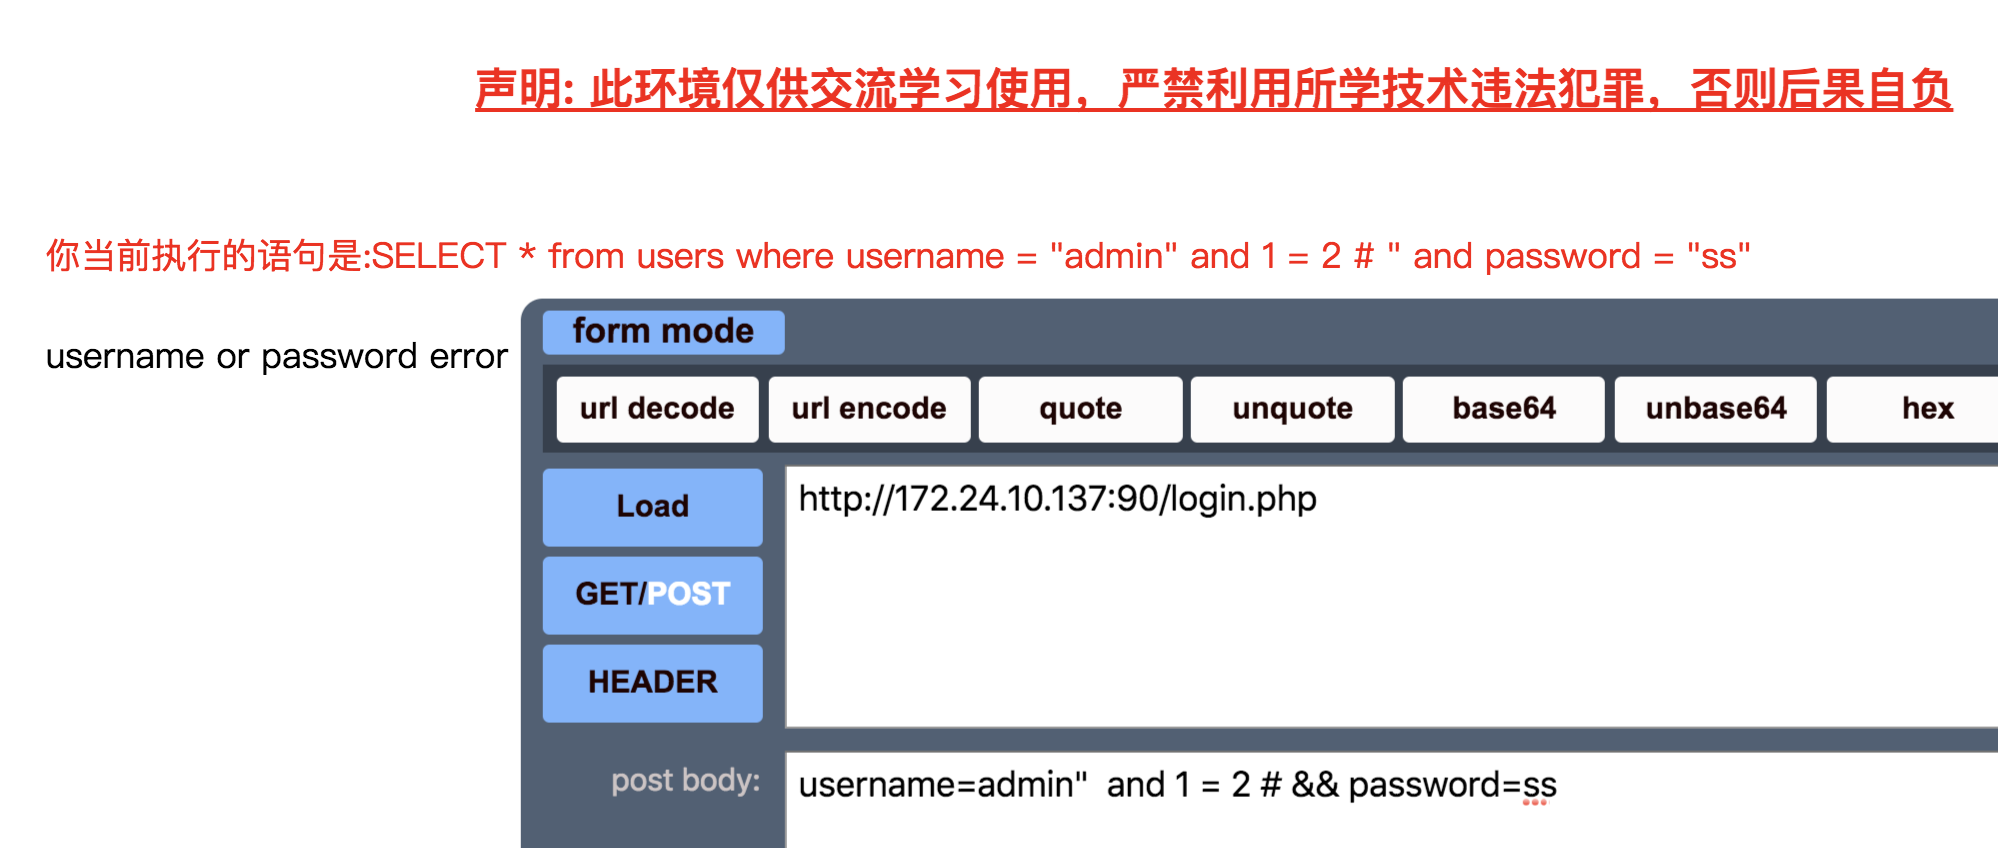 声明: 此环境仅供交流学习使用，严禁利用所学技术违法犯罪，否则后果自负
你当前执行的语句是:SELECT * from users where username = "admin" and 1 = 2 # " and password = "ss"
username or password error
form mode
url decode
url encode
quote
unquote
base64
unbase64
hex
Load
http://172.24.10.137:90/login.php
GET/POST
HEADER
post body:
username=admin"  and 1 = 2 # && password=ss